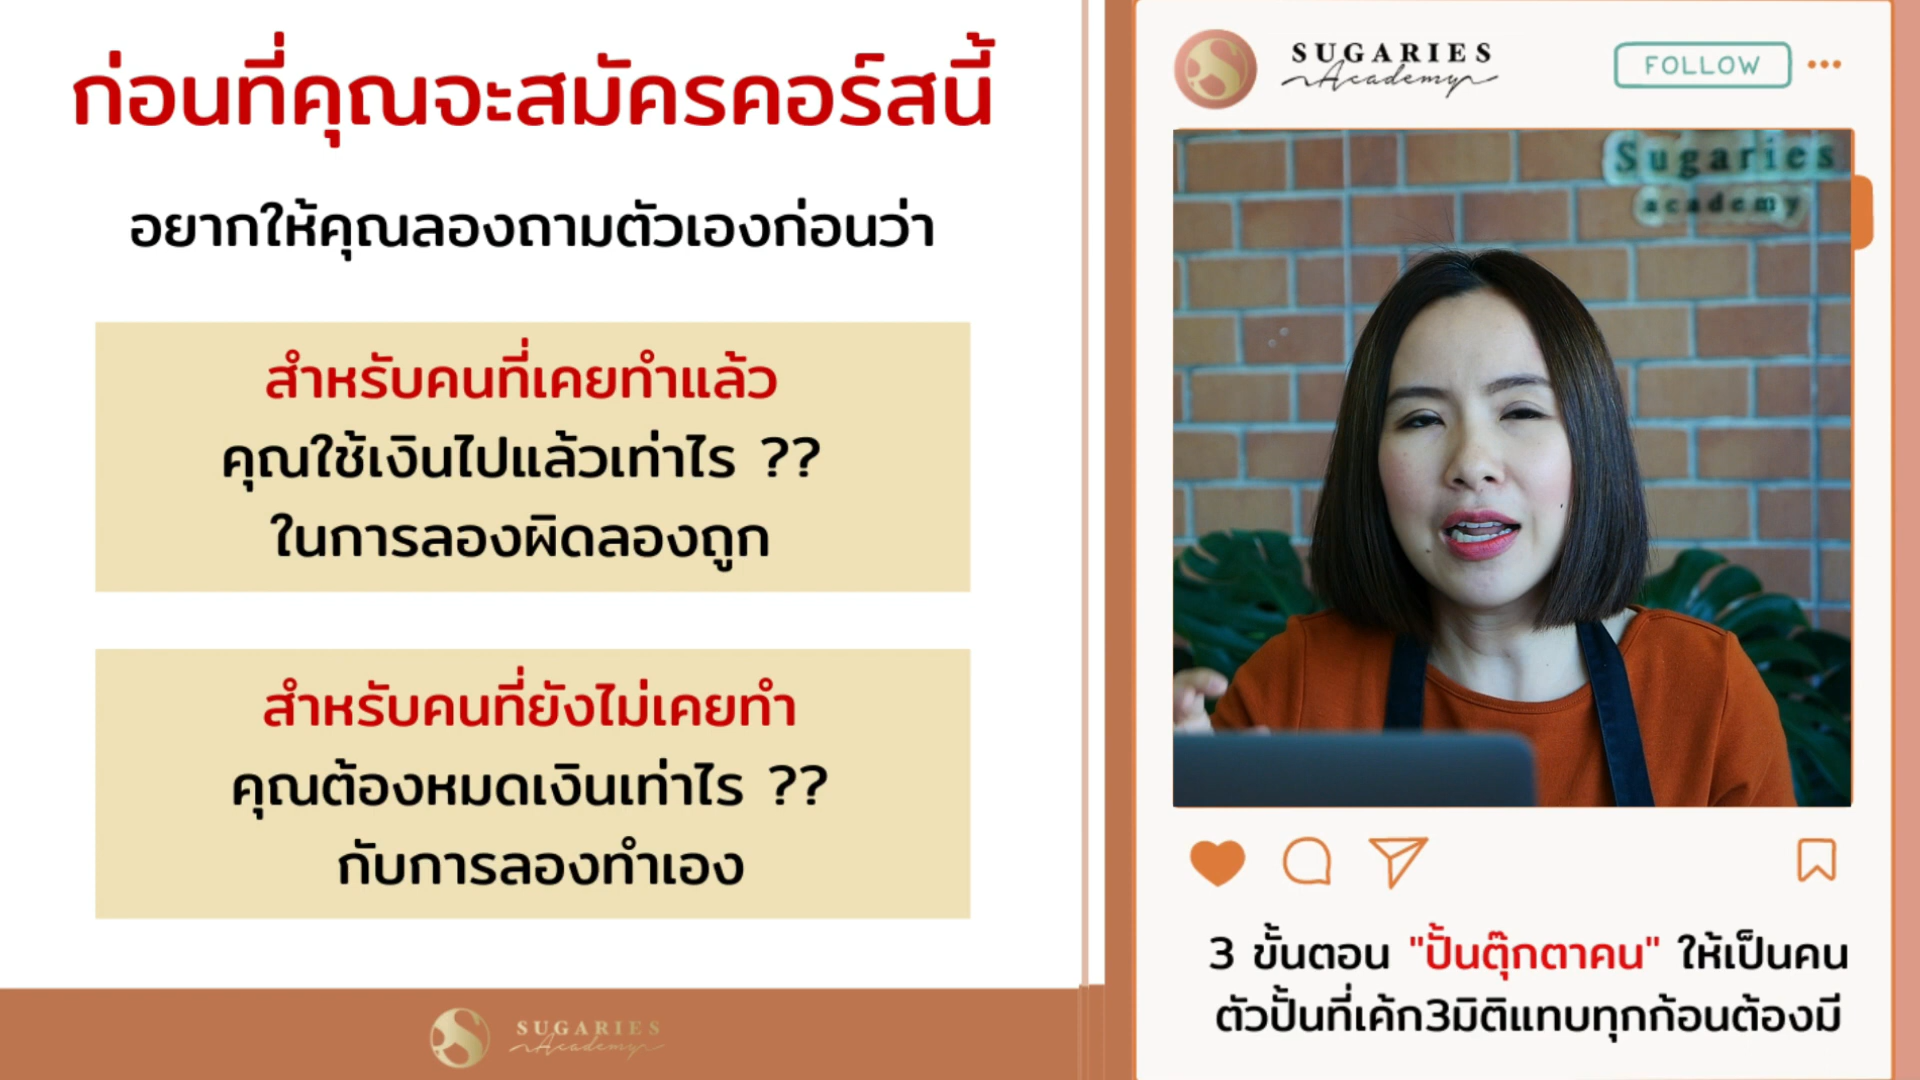 ก่อนที่คุณจะสมัครคอร์สนี้
อยากให้คุณลองถามตัวเองก่อนว่า
สำหรับคนที่เคยทำแล้ว
คุณใช้เงินไปแล้วเท่าไร ??
ในการลองผิดลองถูก
สำหรับคนที่ยังไม่เคยทำ
คุณต้องหมดเงินเท่าไร ??
กับการลองทำเอง
SUGARIES
Academy
SUGARIES
Academy
FOLLOW
Sugaries
academy
3 ขั้นตอน "ปั้นตุ๊กตาคน" ให้เป็นคน
ตัวปั้นที่เค้ก3มิติแทบทุกก้อนต้องมี